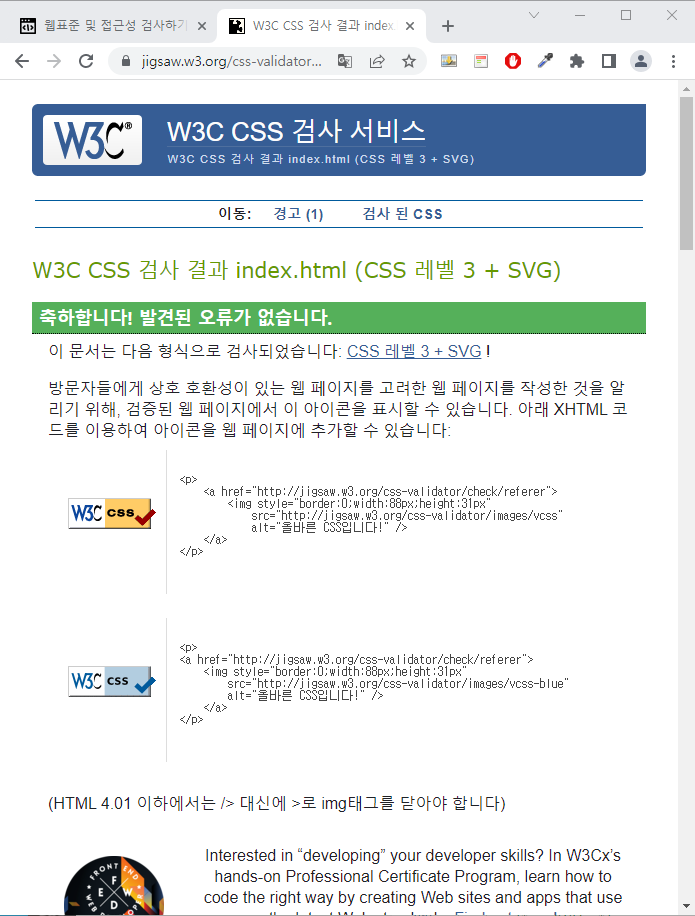 웹표준 및 접근성 검사하기
W3C CSS 검사 결과 index.
jigsaw.w3.org/css-validator...
W3C®
W3C CSS 검사 서비스
W3C CSS 검사 결과 index.html (CSS 레벨 3 + SVG)
이동: 경고 (1) 검사 된 CSS
W3C CSS 검사 결과 index.html (CSS 레벨 3 + SVG)
축하합니다! 발견된 오류가 없습니다.
이 문서는 다음 형식으로 검사되었습니다: CSS 레벨 3 + SVG !
방문자들에게 상호 호환성이 있는 웹 페이지를 고려한 웹 페이지를 작성한 것을 알
리기 위해, 검증된 웹 페이지에서 이 아이콘을 표시할 수 있습니다. 아래 XHTML 코
드를 이용하여 아이콘을 웹 페이지에 추가할 수 있습니다:
W3C css
<p>
<a href="http://jigsaw.w3.org/css-validator/check/referer">
<img style="border:0;width:88px;height:31px"
src="http://jigsaw.w3.org/css-validator/images/vcss"
alt="올바른 CSS입니다!" />
</a>
</p>
W3C css
<p>
<a href="http://jigsaw.w3.org/css-validator/check/referer">
<img style="border:0;width:88px;height:31px"
src="http://jigsaw.w3.org/css-validator/images/vcss-blue"
alt="올바른 CSS입니다!" />
</a>
</p>
(HTML 4.01 이하에서는 /> 대신에 >로 img태그를 닫아야 합니다)
FRONT END
E F
W D
Interested in “developing” your developer skills? In W3Cx’s
hands-on Professional Certificate Program, learn how to
code the right way by creating Web sites and apps that use